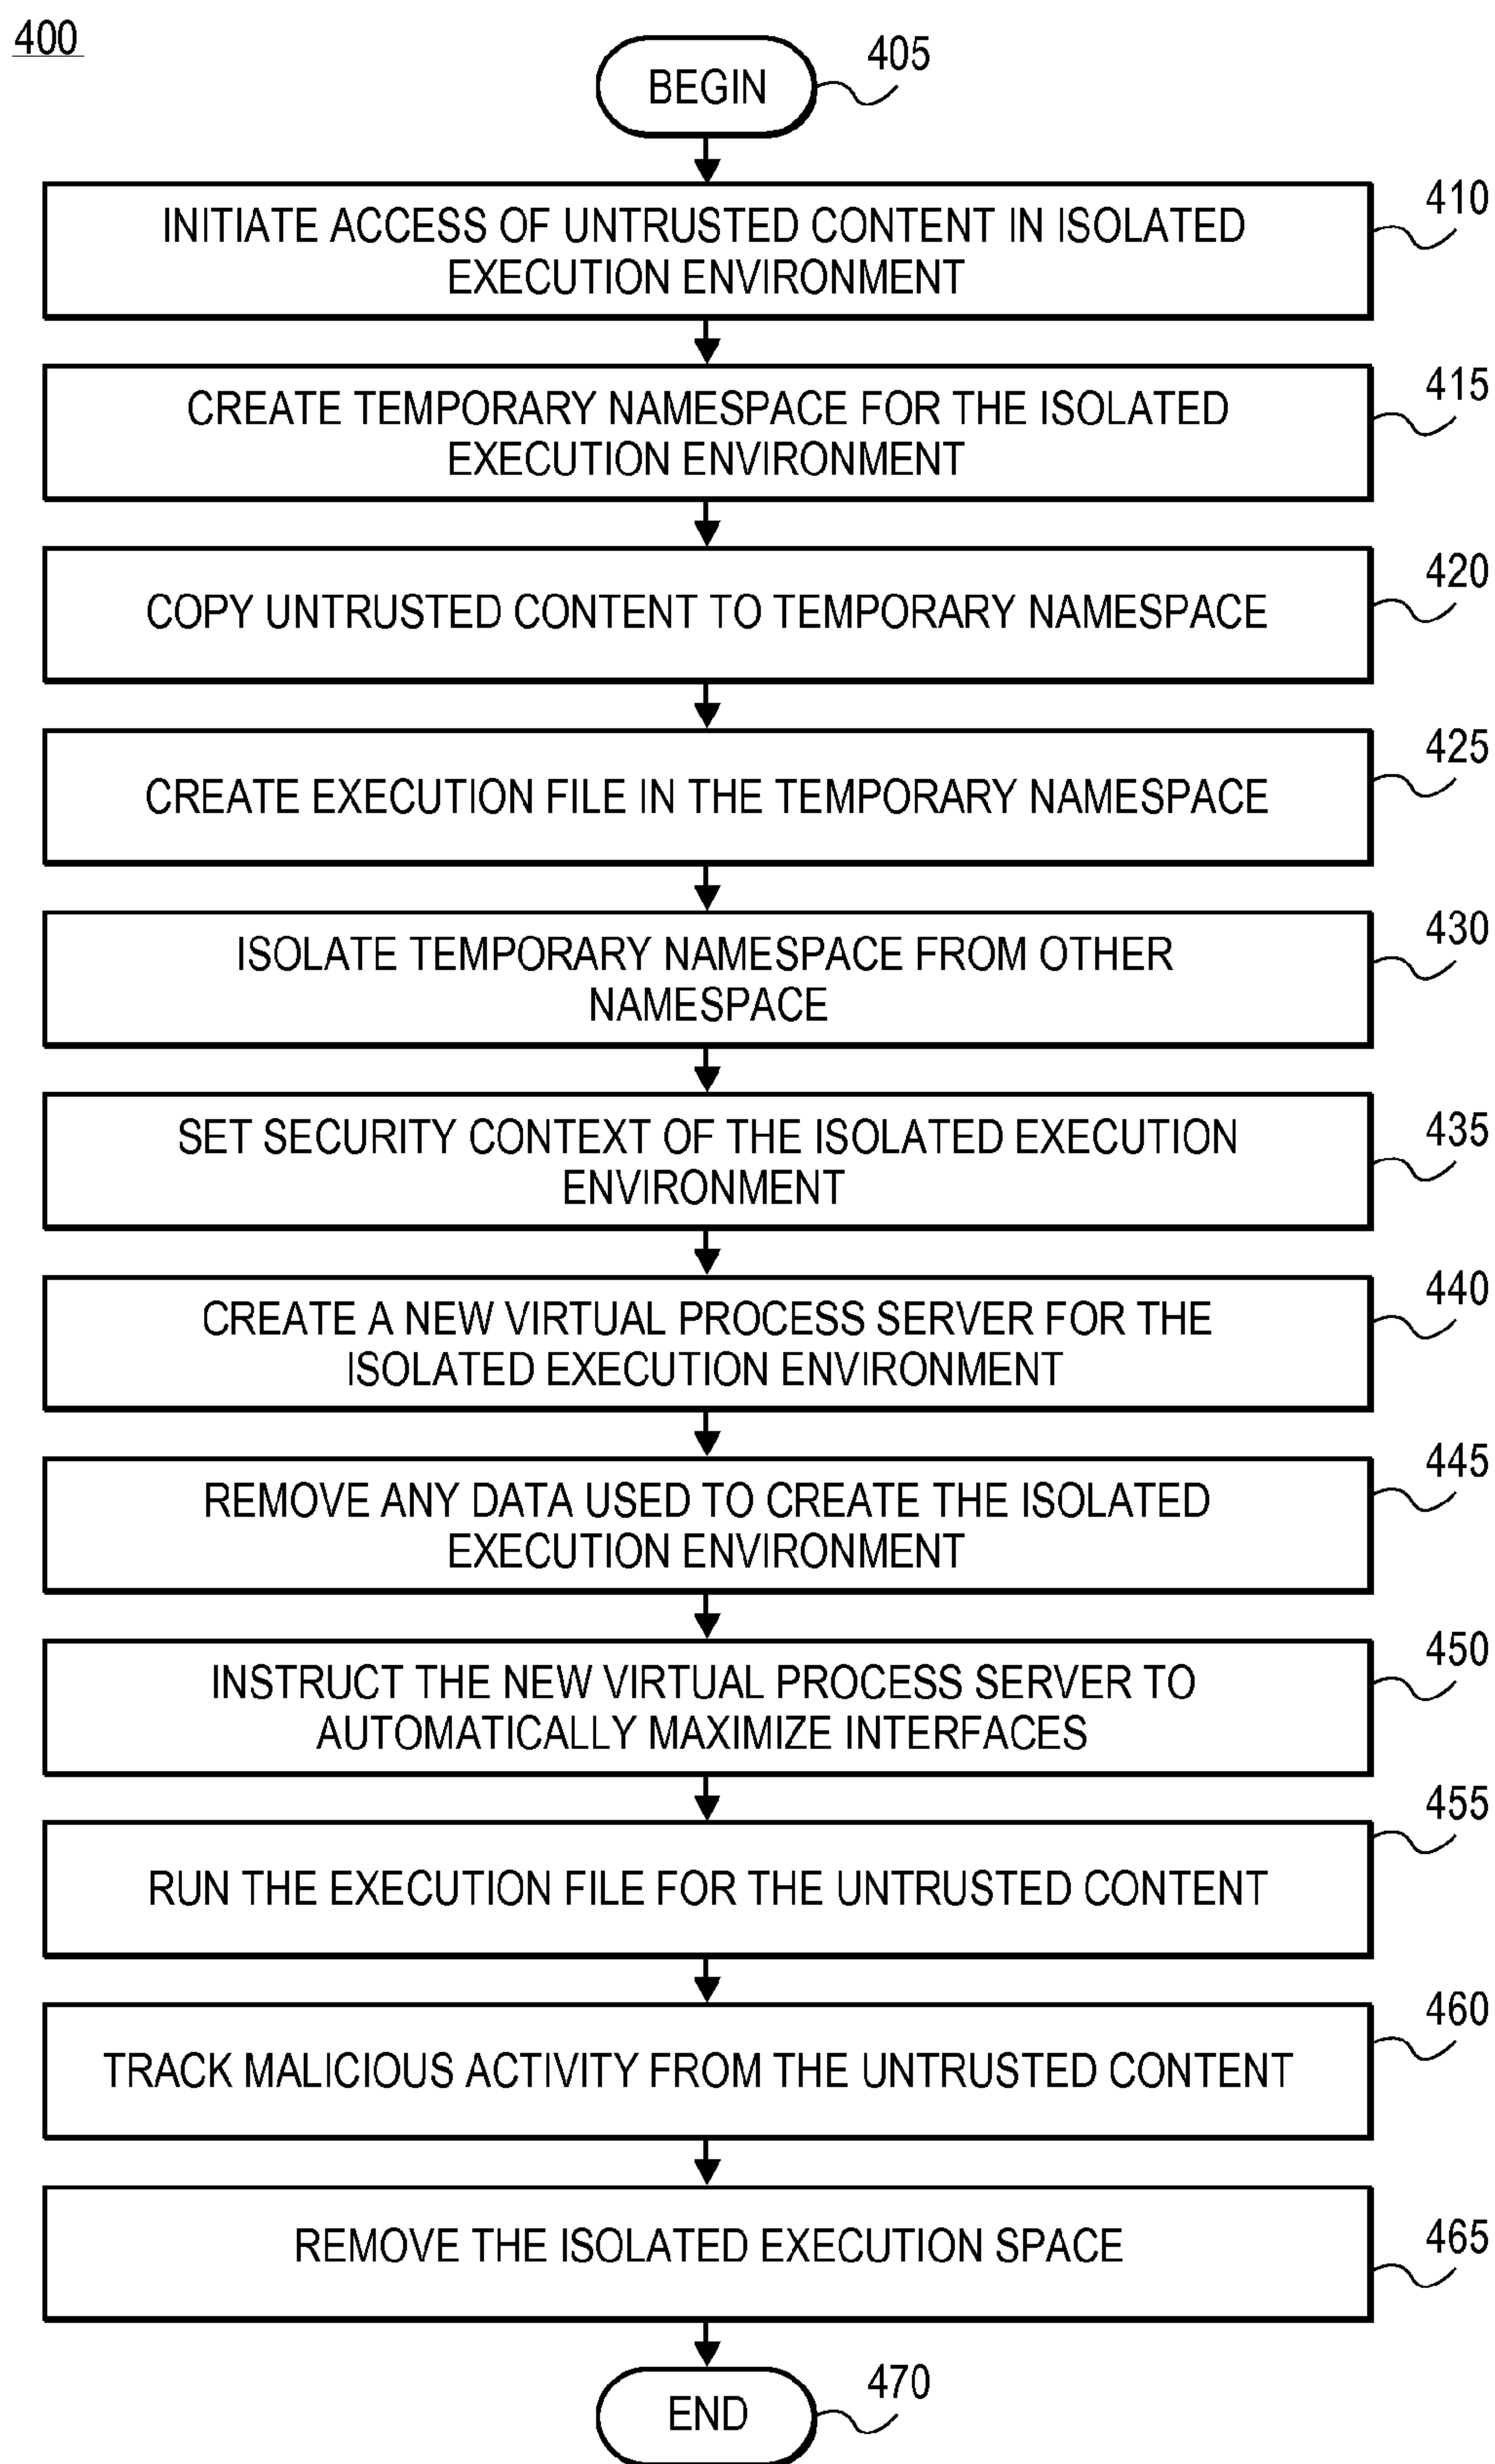 400
BEGIN
405
INITIATE ACCESS OF UNTRUSTED CONTENT IN ISOLATED
EXECUTION ENVIRONMENT
410
CREATE TEMPORARY NAMESPACE FOR THE ISOLATED
EXECUTION ENVIRONMENT
415
COPY UNTRUSTED CONTENT TO TEMPORARY NAMESPACE
420
CREATE EXECUTION FILE IN THE TEMPORARY NAMESPACE
425
ISOLATE TEMPORARY NAMESPACE FROM OTHER
NAMESPACE
430
SET SECURITY CONTEXT OF THE ISOLATED EXECUTION
ENVIRONMENT
435
CREATE A NEW VIRTUAL PROCESS SERVER FOR THE
ISOLATED EXECUTION ENVIRONMENT
440
REMOVE ANY DATA USED TO CREATE THE ISOLATED
EXECUTION ENVIRONMENT
445
INSTRUCT THE NEW VIRTUAL PROCESS SERVER TO
AUTOMATICALLY MAXIMIZE INTERFACES
450
RUN THE EXECUTION FILE FOR THE UNTRUSTED CONTENT
455
TRACK MALICIOUS ACTIVITY FROM THE UNTRUSTED CONTENT
460
REMOVE THE ISOLATED EXECUTION SPACE
465
END
470